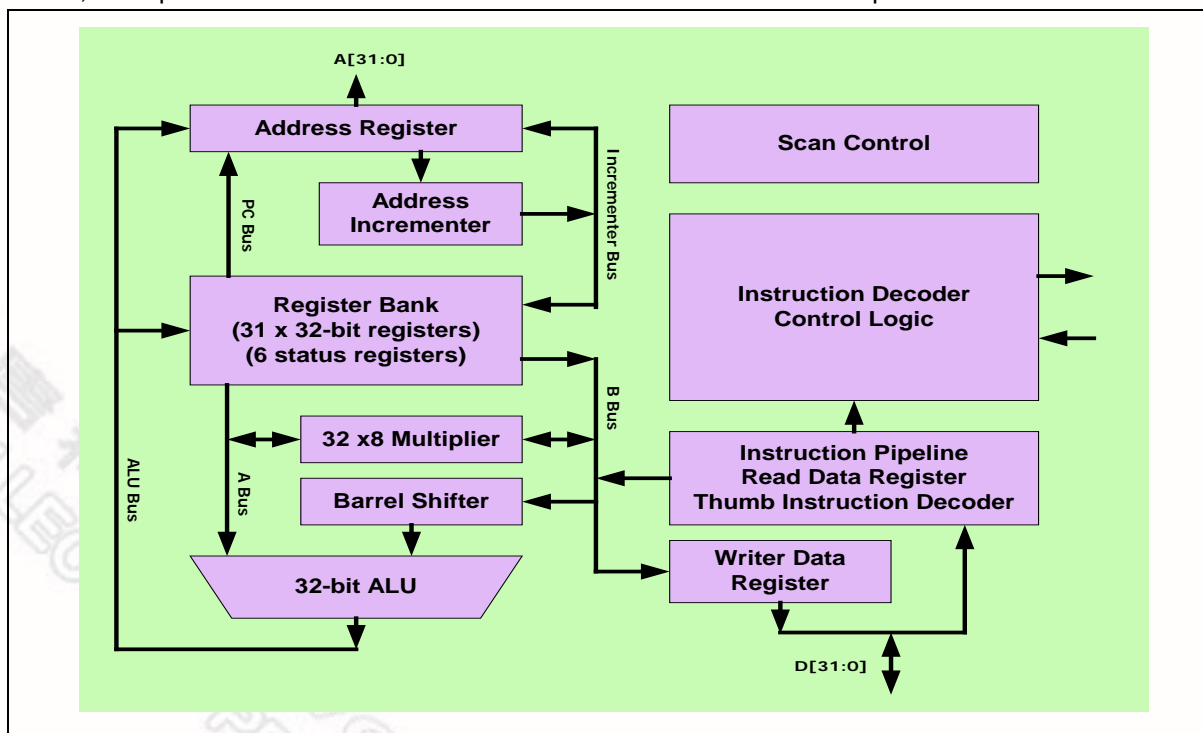 A[31:0]
Address Register
Scan Control
Address
Incrementer
Incrementer Bus
PC Bus
Register Bank
(31 x 32-bit registers)
(6 status registers)
Instruction Decoder
Control Logic
B Bus
32 x8 Multiplier
Instruction Pipeline
Read Data Register
Thumb Instruction Decoder
ALU Bus
A Bus
Barrel Shifter
32-bit ALU
Writer Data
Register
D[31:0]